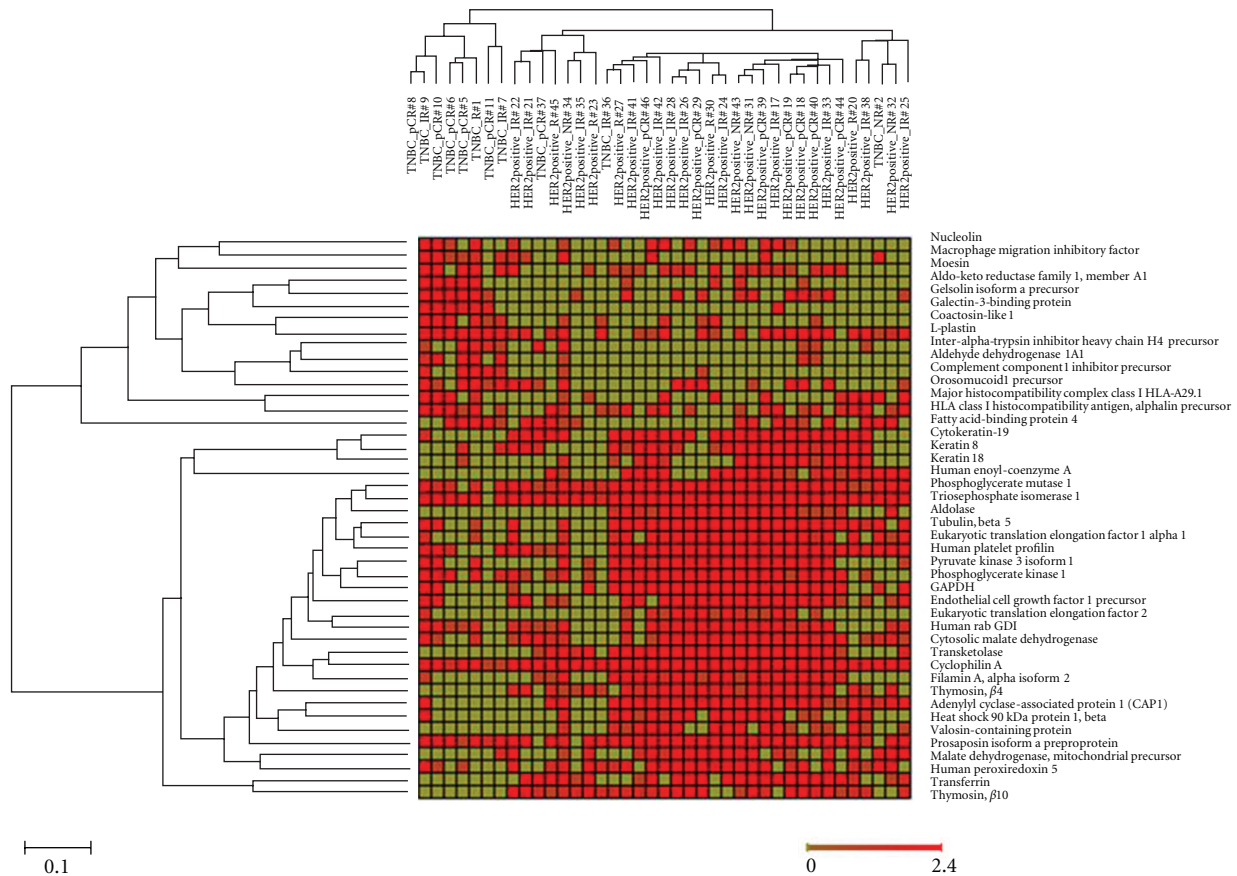 TNBC_pCR#8
TNBC_IR#9
TNBC_pCR#10
TNBC_pCR#6
TNBC_pCR#5
TNBC_R#1
TNBC_pCR#11
TNBC_IR#7
HER2positive_IR#22
HER2positive_IR#21
TNBC_pCR#37
HER2positive_R#45
HER2positive_NR#34
HER2positive_IR#35
HER2positive_R#23
TNBC_IR#36
HER2positive_R#27
HER2positive_IR#41
HER2positive_pCR#46
HER2positive_IR#42
HER2positive_IR#28
HER2positive_IR#26
HER2positive_pCR#29
HER2positive_R#30
HER2positive_IR#24
HER2positive_NR#43
HER2positive_NR#31
HER2positive_pCR#39
HER2positive_IR#17
HER2positive_pCR#19
HER2positive_pCR#18
HER2positive_pCR#40
HER2positive_IR#33
HER2positive_pCR#44
HER2positive_R#20
HER2positive_IR#38
TNBC_NR#2
HER2positive_NR#32
HER2positive_IR#25
Nucleolin
Macrophage migration inhibitory factor
Moesin
Aldo-keto reductase family 1, member A1
Gelsolin isoform a precursor
Galectin-3-binding protein
Coactosin-like 1
L-plastin
Inter-alpha-trypsin inhibitor heavy chain H4 precursor
Aldehyde dehydrogenase 1A1
Complement component1 inhibitor precursor
Orosomucoid1 precursor
Major histocompatibility complex class I HLA-A29.1
HLA class I histocompatibility antigen, alphalin precursor
Fatty acid-binding protein 4
Cytokeratin-19
Keratin 8
Keratin 18
Human enoyl-coenzyme A
Phosphoglycerate mutase 1
Triosephosphate isomerase 1
Aldolase
Tubulin, beta 5
Eukaryotic translation elongation factor 1 alpha 1
Human platelet profilin
Pyruvate kinase 3 isoform 1
Phosphoglycerate kinase 1
GAPDH
Endothelial cell growth factor 1 precursor
Eukaryotic translation elongation factor 2
Human rab GDI
Cytosolic malate dehydrogenase
Transketolase
Cyclophilin A
Filamin A, alpha isoform 2
Thymosin, β4
Adenylyl cyclase-associated protein 1 (CAP1)
Heat shock 90 kDa protein 1, beta
Valosin-containing protein
Prosaposin isoform a preproprotein
Malate dehydrogenase, mitochondrial precursor
Human peroxiredoxin 5
Transferrin
Thymosin, β10
0.1
0
2.4